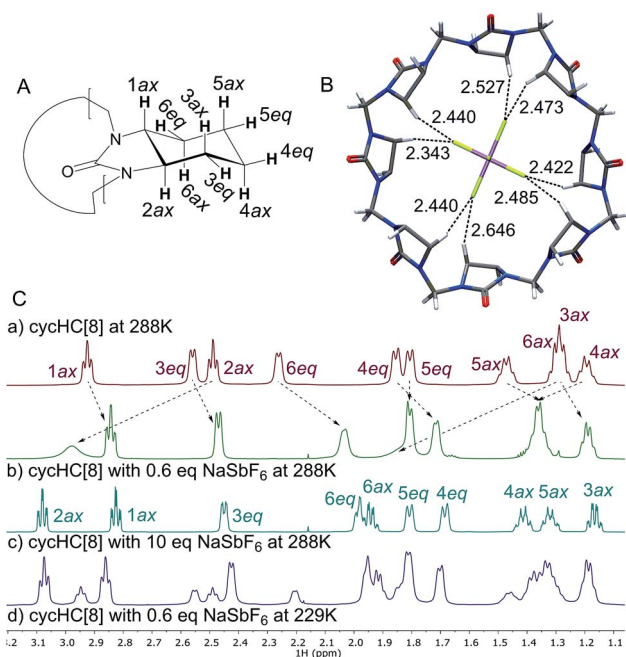 A
1ax
H
6eq
H
3ax
H
5ax
H
H 5eq
H 4eq
N
O
N
H
2ax
H
6ax
H
3eq
H
4ax
B
2.527
2.473
2.440
2.343
2.422
2.485
2.440
2.646
C
a) cycHC[8] at 288K
1ax
3eq
2ax
6eq
4eq
5eq
5ax
6ax
3ax
4ax
b) cycHC[8] with 0.6 eq NaSbF6 at 288K
2ax
1ax
3eq
6eq
6ax
5eq
4eq
4ax
5ax
3ax
c) cycHC[8] with 10 eq NaSbF6 at 288K
d) cycHC[8] with 0.6 eq NaSbF6 at 229K
3.2 3.1 3.0 2.9 2.8 2.7 2.6 2.5 2.4 2.3 2.2 2.1 2.0 1.9 1.8 1.7 1.6 1.5 1.4 1.3 1.2 1.1
1H (ppm)